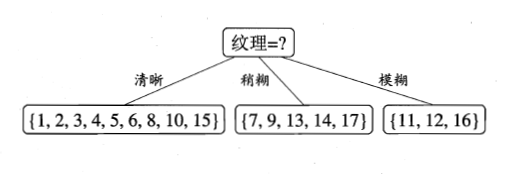 纹理=?
清晰
稍糊
模糊
{1, 2, 3, 4, 5, 6, 8, 10, 15}
{7, 9, 13, 14, 17}
{11, 12, 16}